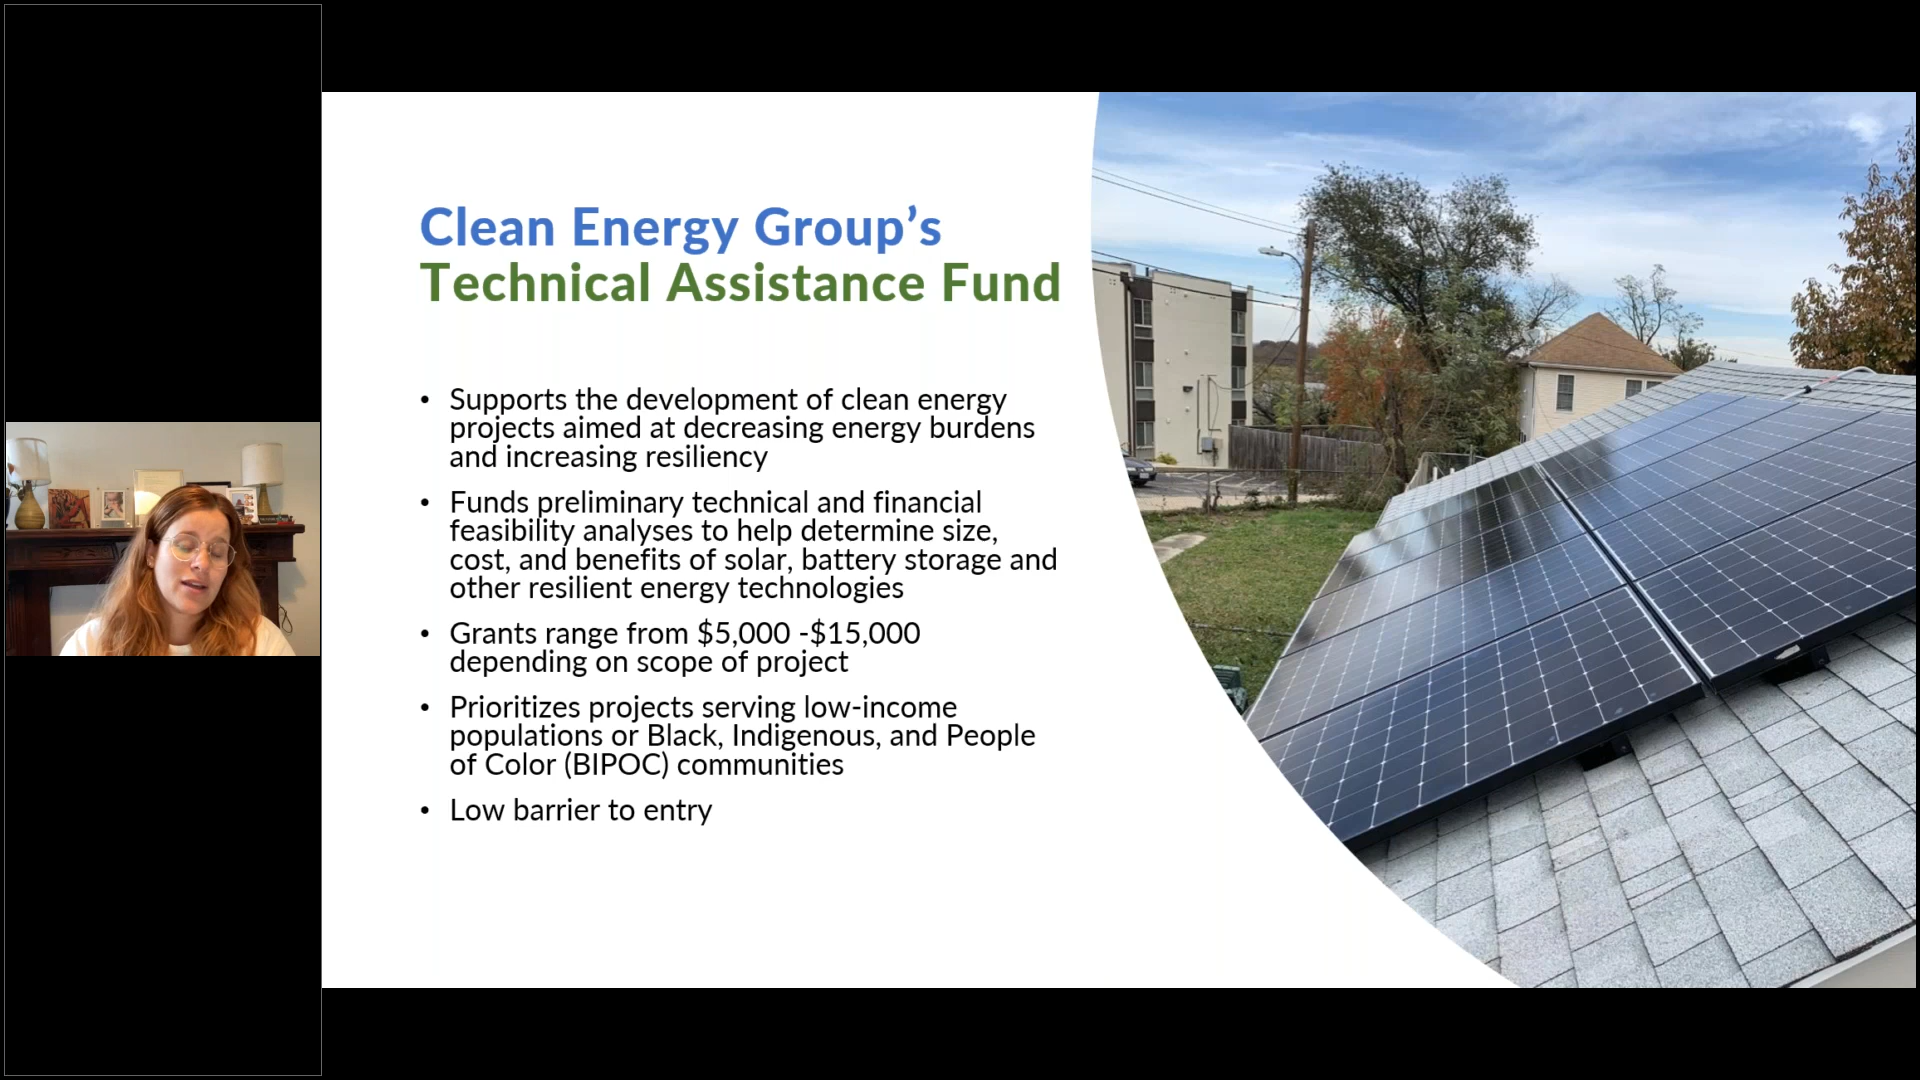 Clean Energy Group’s
Technical Assistance Fund
• Supports the development of clean energy
projects aimed at decreasing energy burdens
and increasing resiliency
• Funds preliminary technical and financial
feasibility analyses to help determine size,
cost, and benefits of solar, battery storage and
other resilient energy technologies
• Grants range from $5,000 -$15,000
depending on scope of project
• Prioritizes projects serving low-income
populations or Black, Indigenous, and People
of Color (BIPOC) communities
• Low barrier to entry